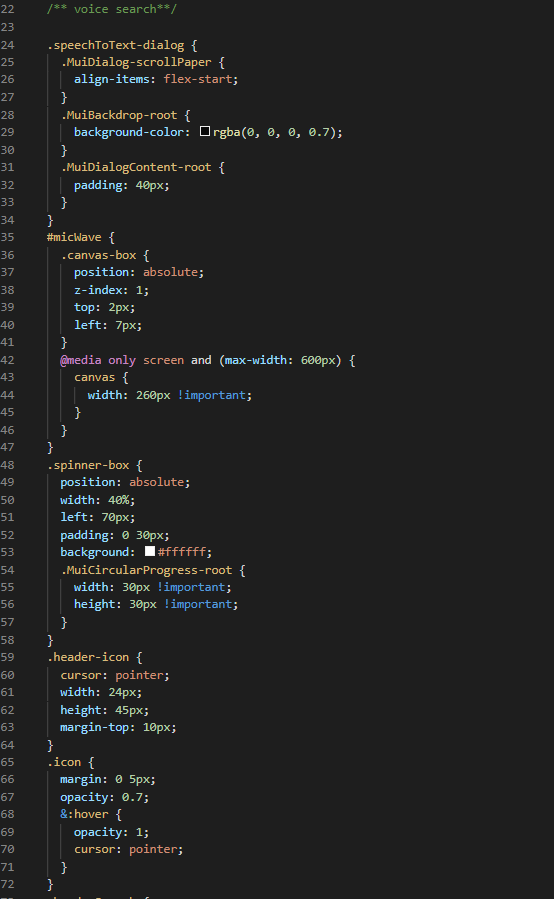 22 /** voice search**/
23
24 .speechToText-dialog {
25 .MuiDialog-scrollPaper {
26 align-items: flex-start;
27 }
28 .MuiBackdrop-root {
29 background-color: rgba(0, 0, 0, 0.7);
30 }
31 .MuiDialogContent-root {
32 padding: 40px;
33 }
34 }
35 #micWave {
36 .canvas-box {
37 position: absolute;
38 z-index: 1;
39 top: 2px;
40 left: 7px;
41 }
42 @media only screen and (max-width: 600px) {
43 canvas {
44 width: 260px !important;
45 }
46 }
47 }
48 .spinner-box {
49 position: absolute;
50 width: 40%;
51 left: 70px;
52 padding: 0 30px;
53 background: #ffffff;
54 .MuiCircularProgress-root {
55 width: 30px !important;
56 height: 30px !important;
57 }
58 }
59 .header-icon {
60 cursor: pointer;
61 width: 24px;
62 height: 45px;
63 margin-top: 10px;
64 }
65 .icon {
66 margin: 0 5px;
67 opacity: 0.7;
68 &:hover {
69 opacity: 1;
70 cursor: pointer;
71 }
72 }